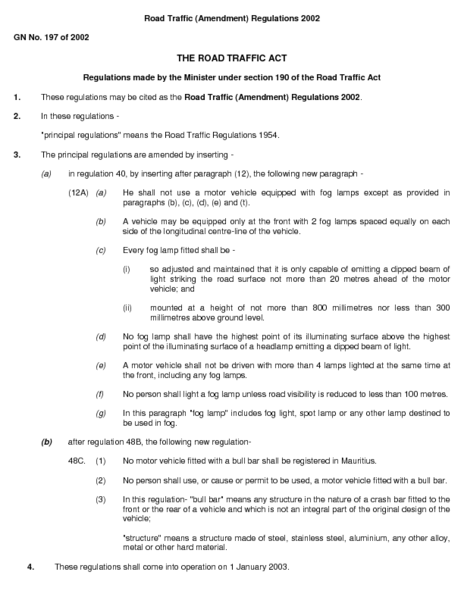 Road Traffic (Amendment) Regulations 2002
GN No. 197 of 2002
THE ROAD TRAFFIC ACT
Regulations made by the Minister under section 190 of the Road Traffic Act
1. These regulations may be cited as the Road Traffic (Amendment) Regulations 2002.
2. In these regulations -
"principal regulations" means the Road Traffic Regulations 1954.
3. The principal regulations are amended by inserting -
(a) in regulation 40, by inserting after paragraph (12), the following new paragraph -
(12A) (a) He shall not use a motor vehicle equipped with fog lamps except as provided in
paragraphs (b), (c), (d), (e) and (t).
(b) A vehicle may be equipped only at the front with 2 fog lamps spaced equally on each
side of the longitudinal centre-line of the vehicle.
(c) Every fog lamp fitted shall be -
(i) so adjusted and maintained that it is only capable of emitting a dipped beam of
light striking the road surface not more than 20 metres ahead of the motor
vehicle; and
(ii) mounted at a height of not more than 800 millimetres nor less than 300
millimetres above ground level.
(d) No fog lamp shall have the highest point of its illuminating surface above the highest
point of the illuminating surface of a headlamp emitting a dipped beam of light.
(e) A motor vehicle shall not be driven with more than 4 lamps lighted at the same time at
the front, including any fog lamps.
(f) No person shall light a fog lamp unless road visibility is reduced to less than 100 metres.
(g) In this paragraph "fog lamp" includes fog light, spot lamp or any other lamp destined to
be used in fog.
(b) after regulation 48B, the following new regulation-
48C. (1) No motor vehicle fitted with a bull bar shall be registered in Mauritius.
(2) No person shall use, or cause or permit to be used, a motor vehicle fitted with a bull bar.
(3) In this regulation- "bull bar" means any structure in the nature of a crash bar fitted to the
front or the rear of a vehicle and which is not an integral part of the original design of the
vehicle;
"structure" means a structure made of steel, stainless steel, aluminium, any other alloy,
metal or other hard material.
4. These regulations shall come into operation on 1 January 2003.